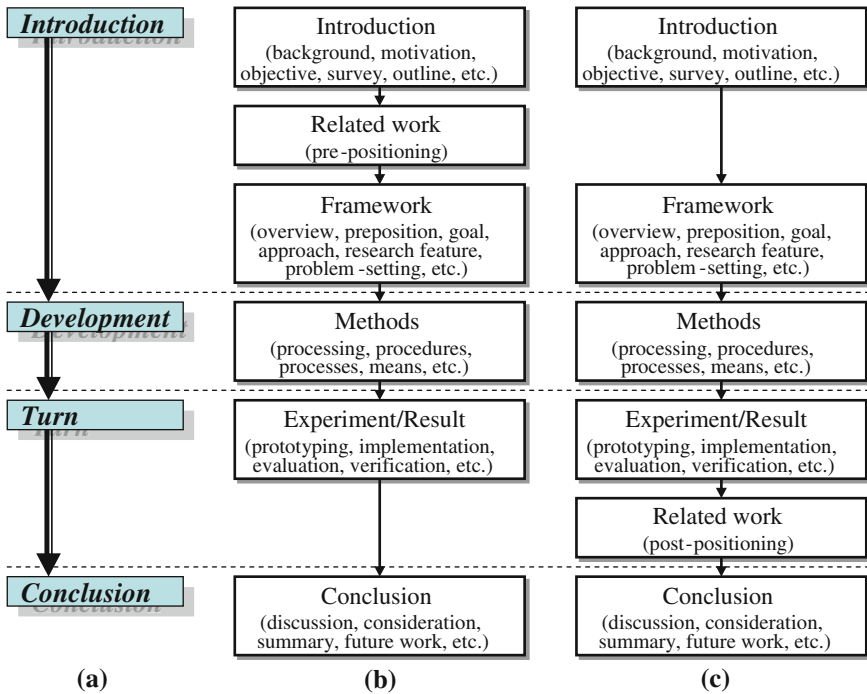 Introduction
Development
Turn
Conclusion
(a)
Introduction
(background, motivation,
objective, survey, outline, etc.)
Related work
(pre-positioning)
Framework
(overview, preposition, goal,
approach, research feature,
problem-setting, etc.)
Methods
(processing, procedures,
processes, means, etc.)
Experiment/Result
(prototyping, implementation,
evaluation, verification, etc.)
Conclusion
(discussion, consideration,
summary, future work, etc.)
(b)
Introduction
(background, motivation,
objective, survey, outline, etc.)
Framework
(overview, preposition, goal,
approach, research feature,
problem-setting, etc.)
Methods
(processing, procedures,
processes, means, etc.)
Experiment/Result
(prototyping, implementation,
evaluation, verification, etc.)
Related work
(post-positioning)
Conclusion
(discussion, consideration,
summary, future work, etc.)
(c)